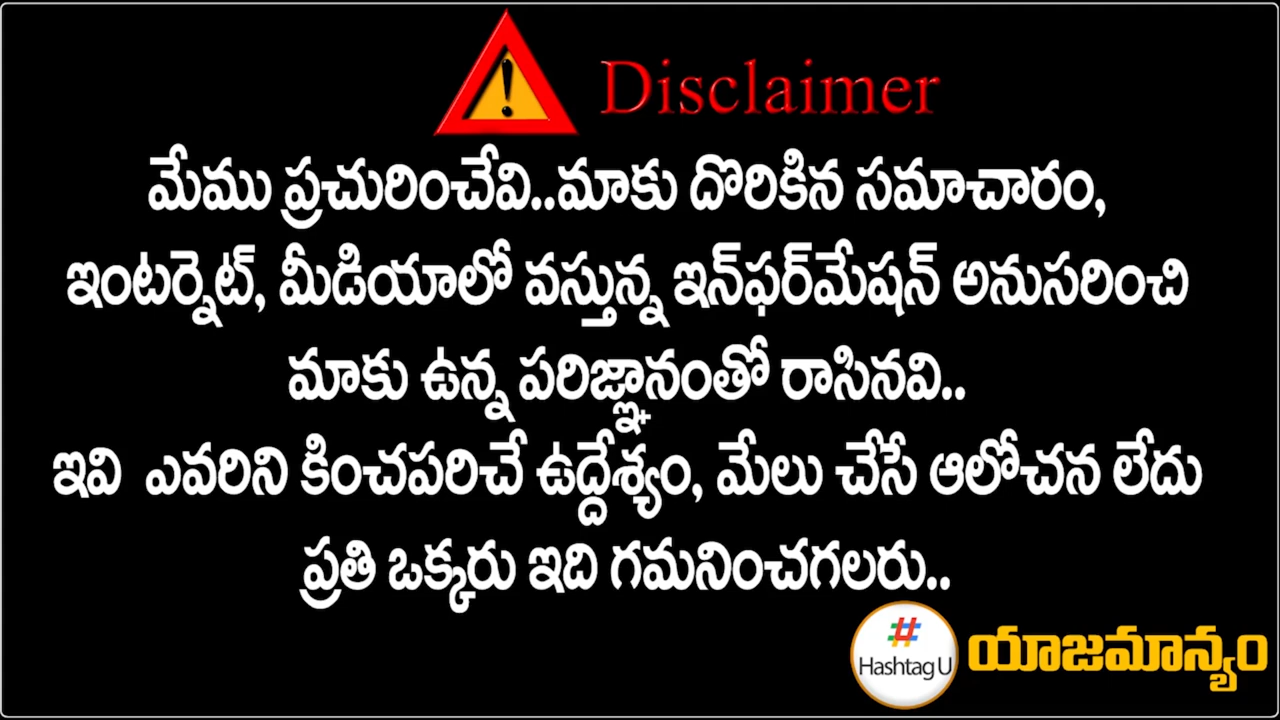 Disclaimer
మేము ప్రచురించేవి..మాకు దొరికిన సమాచారం,
ఇంటర్నెట్, మీడియాలో వస్తున్న ఇన్‌ఫర్‌మేషన్ అనుసరించి
మాకు ఉన్న పరిజ్ఞానంతో రాసినవి..
ఇవి ఎవరిని కించపరిచే ఉద్దేశ్యం, మేలు చేసే ఆలోచన లేదు
ప్రతి ఒక్కరు ఇది గమనించగలరు..
#
Hashtag U
యాజమాన్యం